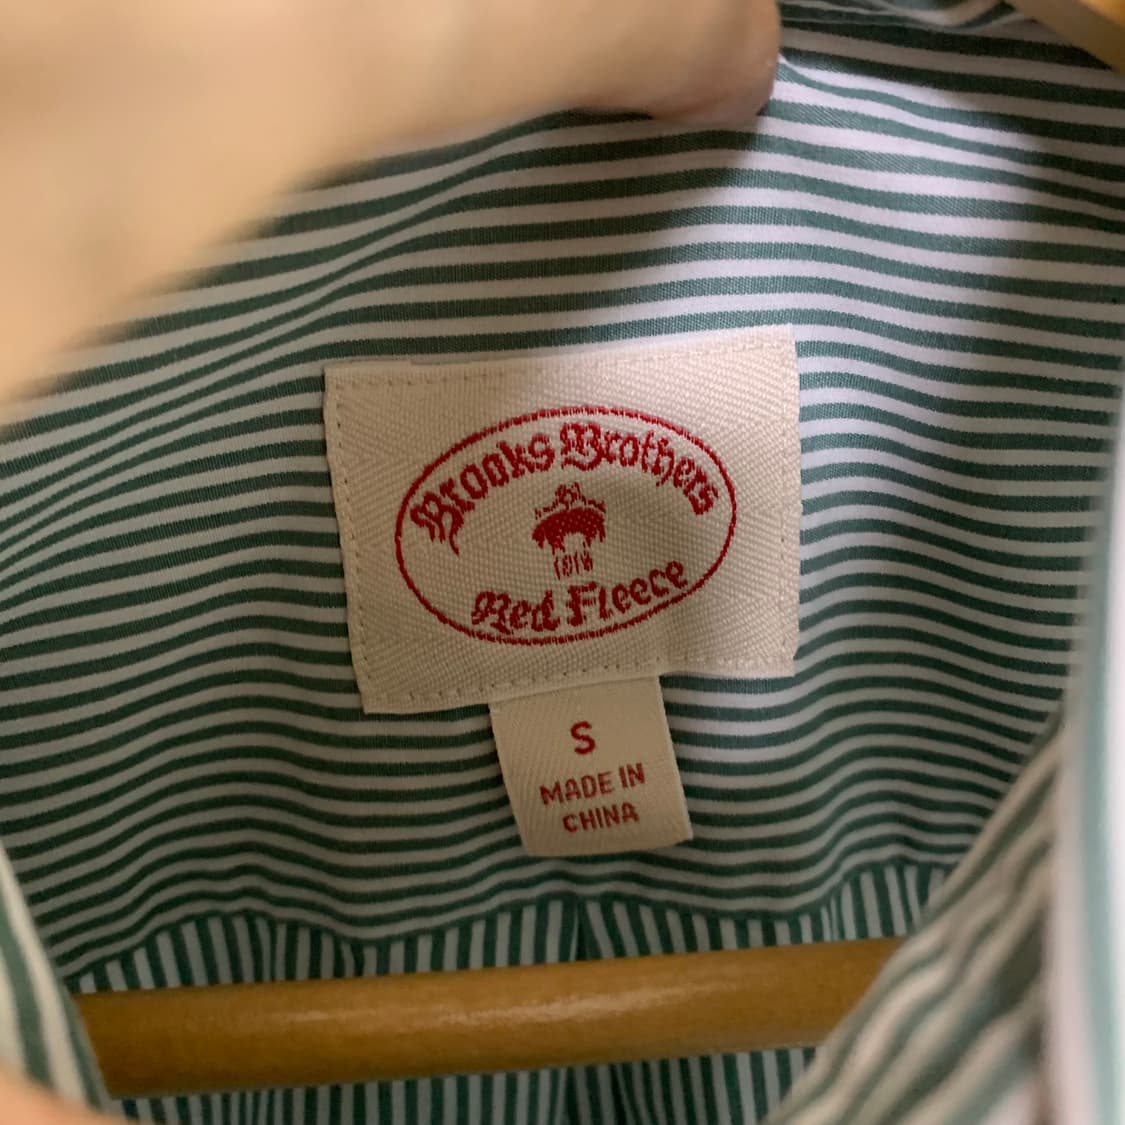 Brooks Brothers
1818
Red Fleece
S
MADE IN
CHINA